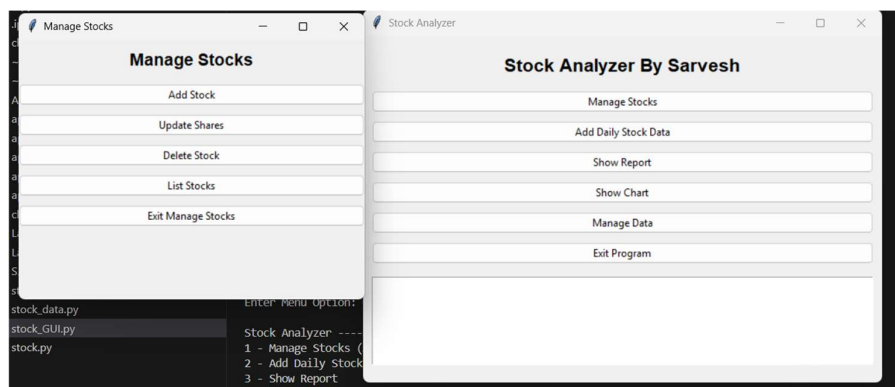 Manage Stocks
Manage Stocks
Add Stock
Update Shares
Delete Stock
List Stocks
Exit Manage Stocks
Stock Analyzer
Stock Analyzer By Sarvesh
Manage Stocks
Add Daily Stock Data
Show Report
Show Chart
Manage Data
Exit Program
stock_data.py
stock_GUI.py
stock.py
Enter Menu Option:
Stock Analyzer ----
1 - Manage Stocks (
2 - Add Daily Stock
3 - Show Report